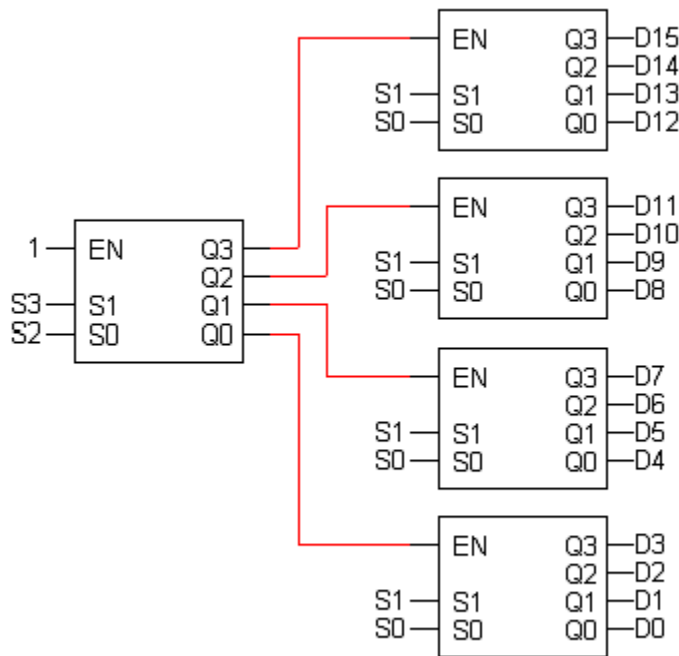 EN Q3 D15
Q2 D14
S1 S1 Q1 D13
S0 S0 Q0 D12
EN Q3 D11
Q2 D10
S1 S1 Q1 D9
S0 S0 Q0 D8
1 EN Q3
Q2
S3 S1 Q1
S2 S0 Q0
EN Q3 D7
Q2 D6
S1 S1 Q1 D5
S0 S0 Q0 D4
EN Q3 D3
Q2 D2
S1 S1 Q1 D1
S0 S0 Q0 D0